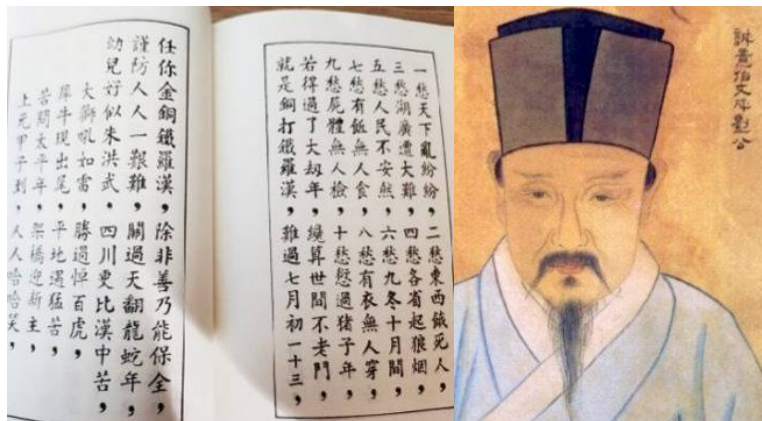 一愁天下亂紛紛，二愁東西餓死人，
三愁湖廣遭大難，四愁各省起狼烟，
五愁人民不安然，六愁九冬十月間，
七愁有飯無人食，八愁有衣無人穿，
九愁屍體無人檢，十愁愆過猪子年，
若得過了大刼年，纔算世間不老門，
就是銅打鐵羅漢，難過七月初一十三，
任你金銅鐵羅漢，除非善乃能保全，
謹防人人一艱難，關過天翻龍蛇年，
幼兒好似朱洪武，四川更比漢中苦，
大獅吼如雷，勝過悼百虎，
犀牛現出尾，平地遇猛苦，
若問太平年，架橋迎新主，
上元甲子到，人人哈哈笑，
誠意伯文成劉公